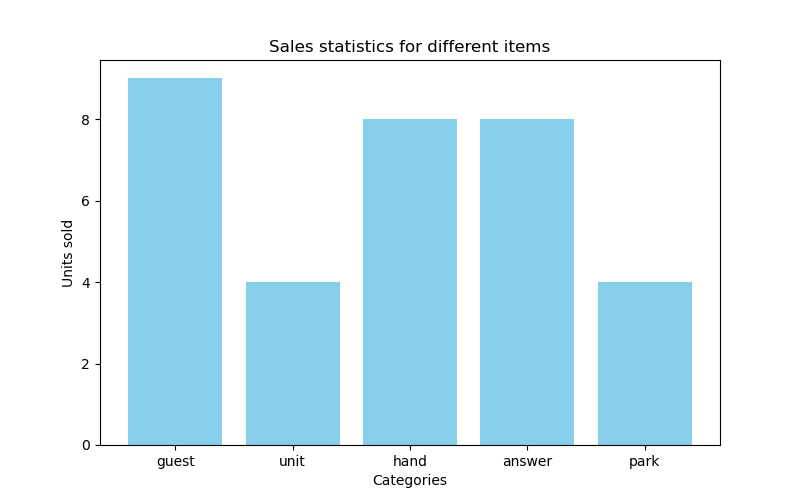 Sales statistics for different items
Units sold
8
6
4
2
0
guest unit hand answer park
Categories